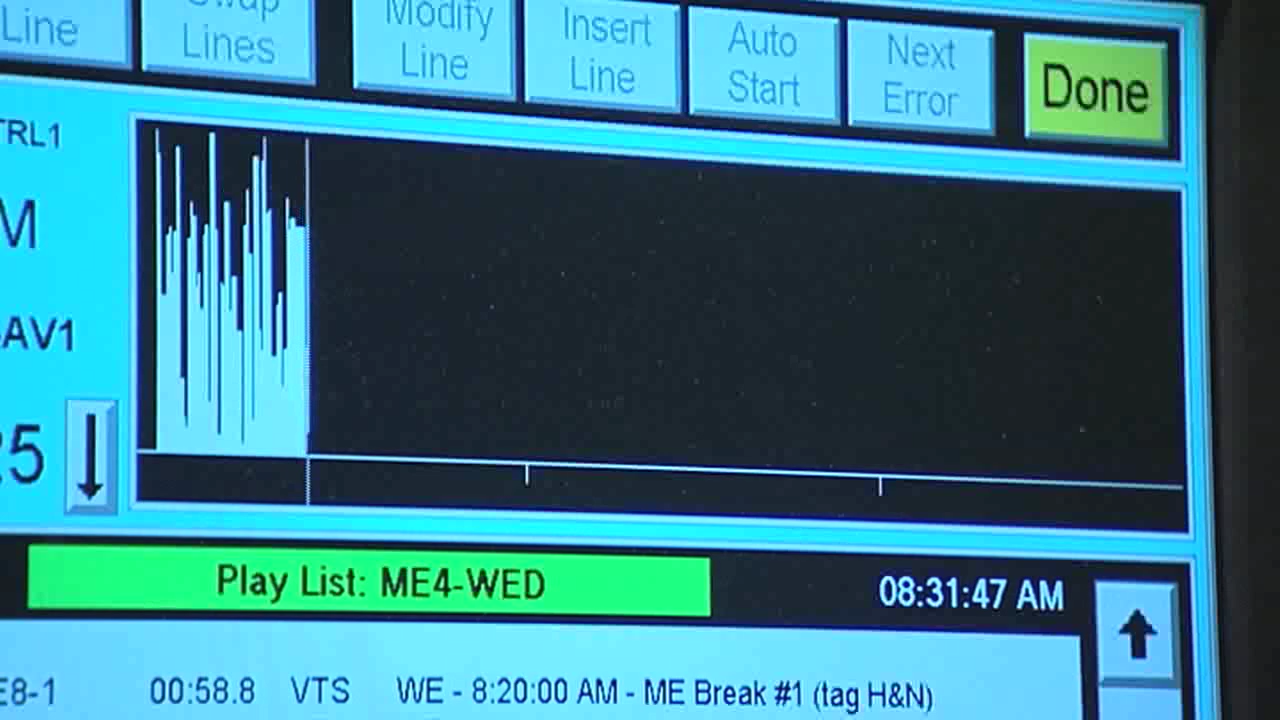 Line
Swap
Lines
Modify
Line
Insert
Line
Auto
Start
Next
Error
Done
TRL1
M
AV1
25
Play List: ME4-WED
08:31:47 AM
E8-1 00:58.8 VTS WE - 8:20:00 AM - ME Break #1 (tag H&N)